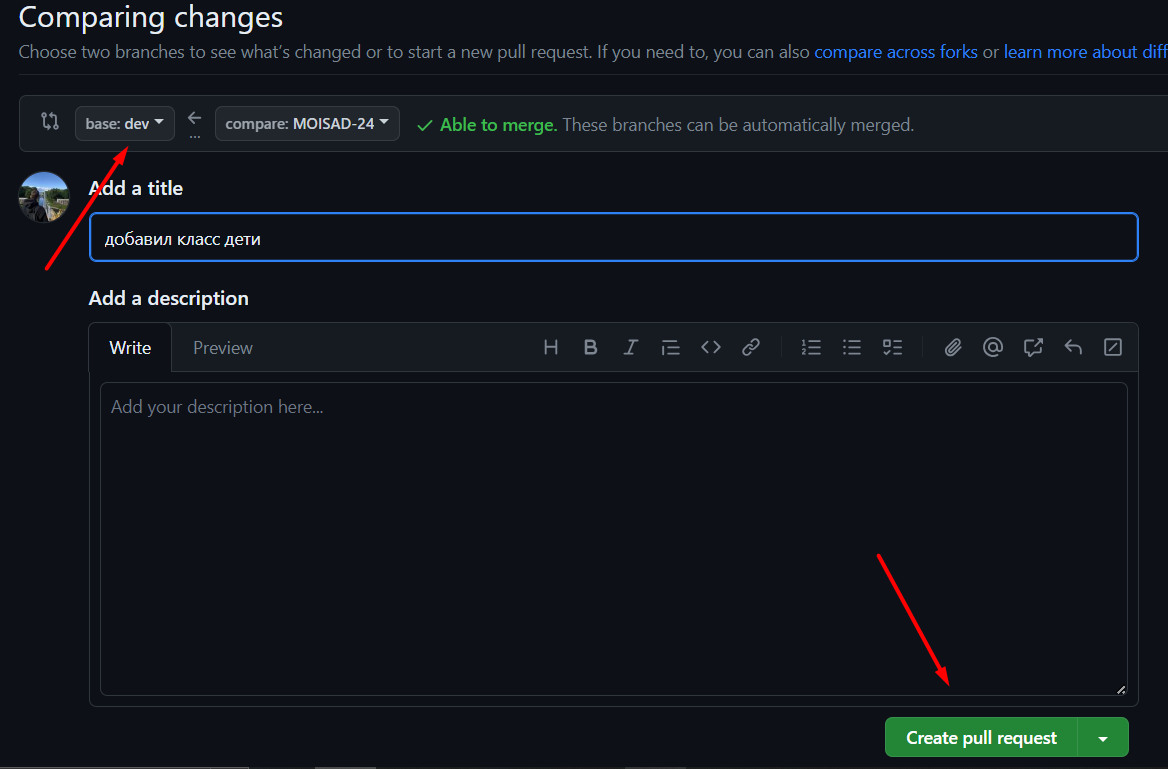 Comparing changes
Choose two branches to see what's changed or to start a new pull request. If you need to, you can also compare across forks or learn more about diff
base: dev ... compare: MOISAD-24 Able to merge. These branches can be automatically merged.
Add a title
добавил класс дети
Add a description
Write Preview
Add your description here...
Create pull request